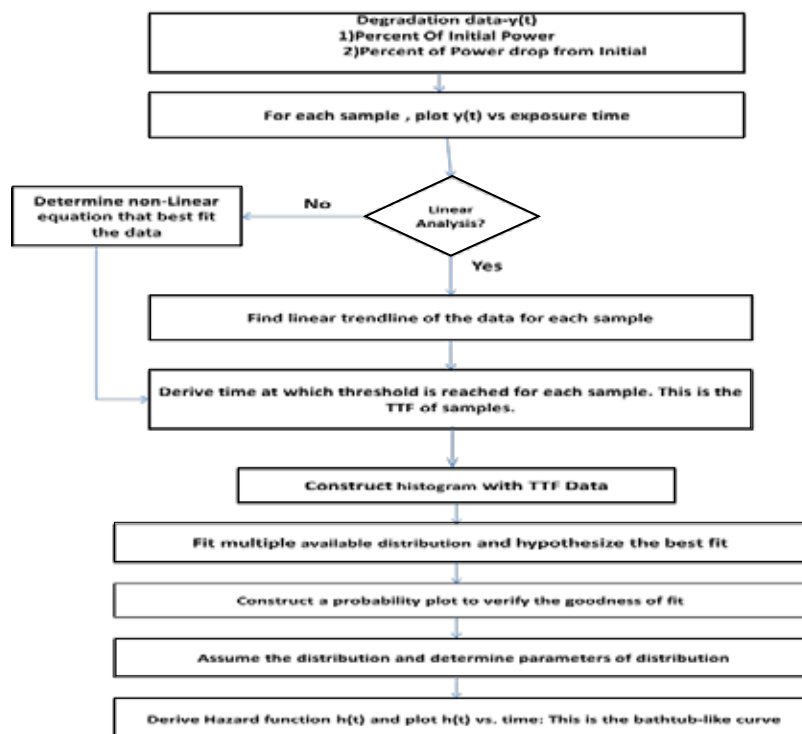 Degradation data-y(t)
1)Percent Of Initial Power
2)Percent of Power drop from Initial
For each sample , plot y(t) vs exposure time
Linear
Analysis?
No
Determine non-Linear
equation that best fit
the data
Yes
Find linear trendline of the data for each sample
Derive time at which threshold is reached for each sample. This is the
TTF of samples.
Construct histogram with TTF Data
Fit multiple available distribution and hypothesize the best fit
Construct a probability plot to verify the goodness of fit
Assume the distribution and determine parameters of distribution
Derive Hazard function h(t) and plot h(t) vs. time: This is the bathtub-like curve